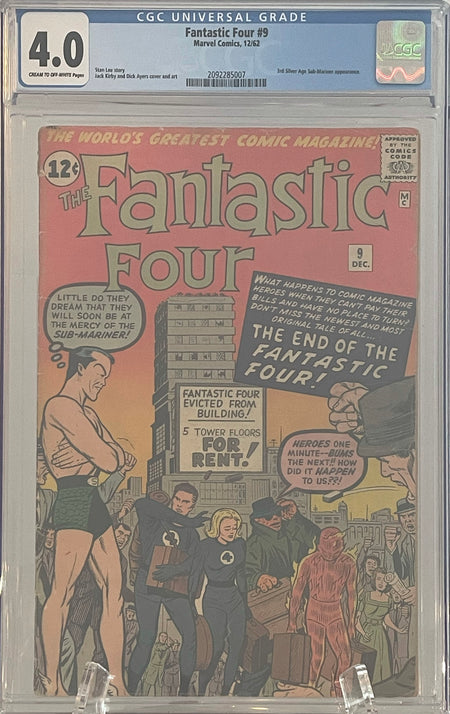 CGC UNIVERSAL GRADE
4.0
CREAM TO OFF-WHITE Pages
Fantastic Four #9
Marvel Comics, 12/62
Stan Lee story
Jack Kirby and Dick Ayers cover and art
3rd Silver Age Sub-Mariner appearance.
2092285007
CGC
THE WORLD'S GREATEST COMIC MAGAZINE!
12¢
APPROVED
BY THE
COMICS
CODE
AUTHORITY
THE
Fantastic
Four
MC
9
DEC.
LITTLE DO THEY
DREAM THAT THEY
WILL SOON BE AT
THE MERCY OF THE
SUB-MARINER!
WHAT HAPPENS TO COMIC MAGAZINE
HEROES WHEN THEY CAN'T PAY THEIR
BILLS AND HAVE NO PLACE TO TURN?
DON'T MISS THE NEWEST AND MOST
ORIGINAL TALE OF ALL...
THE END OF THE
FANTASTIC
FOUR!
FANTASTIC FOUR
EVICTED FROM
BUILDING!
5 TOWER FLOORS
FOR
RENT!
HEROES ONE
MINUTE--BUMS
THE NEXT!! HOW
DID IT HAPPEN
TO US??!
4